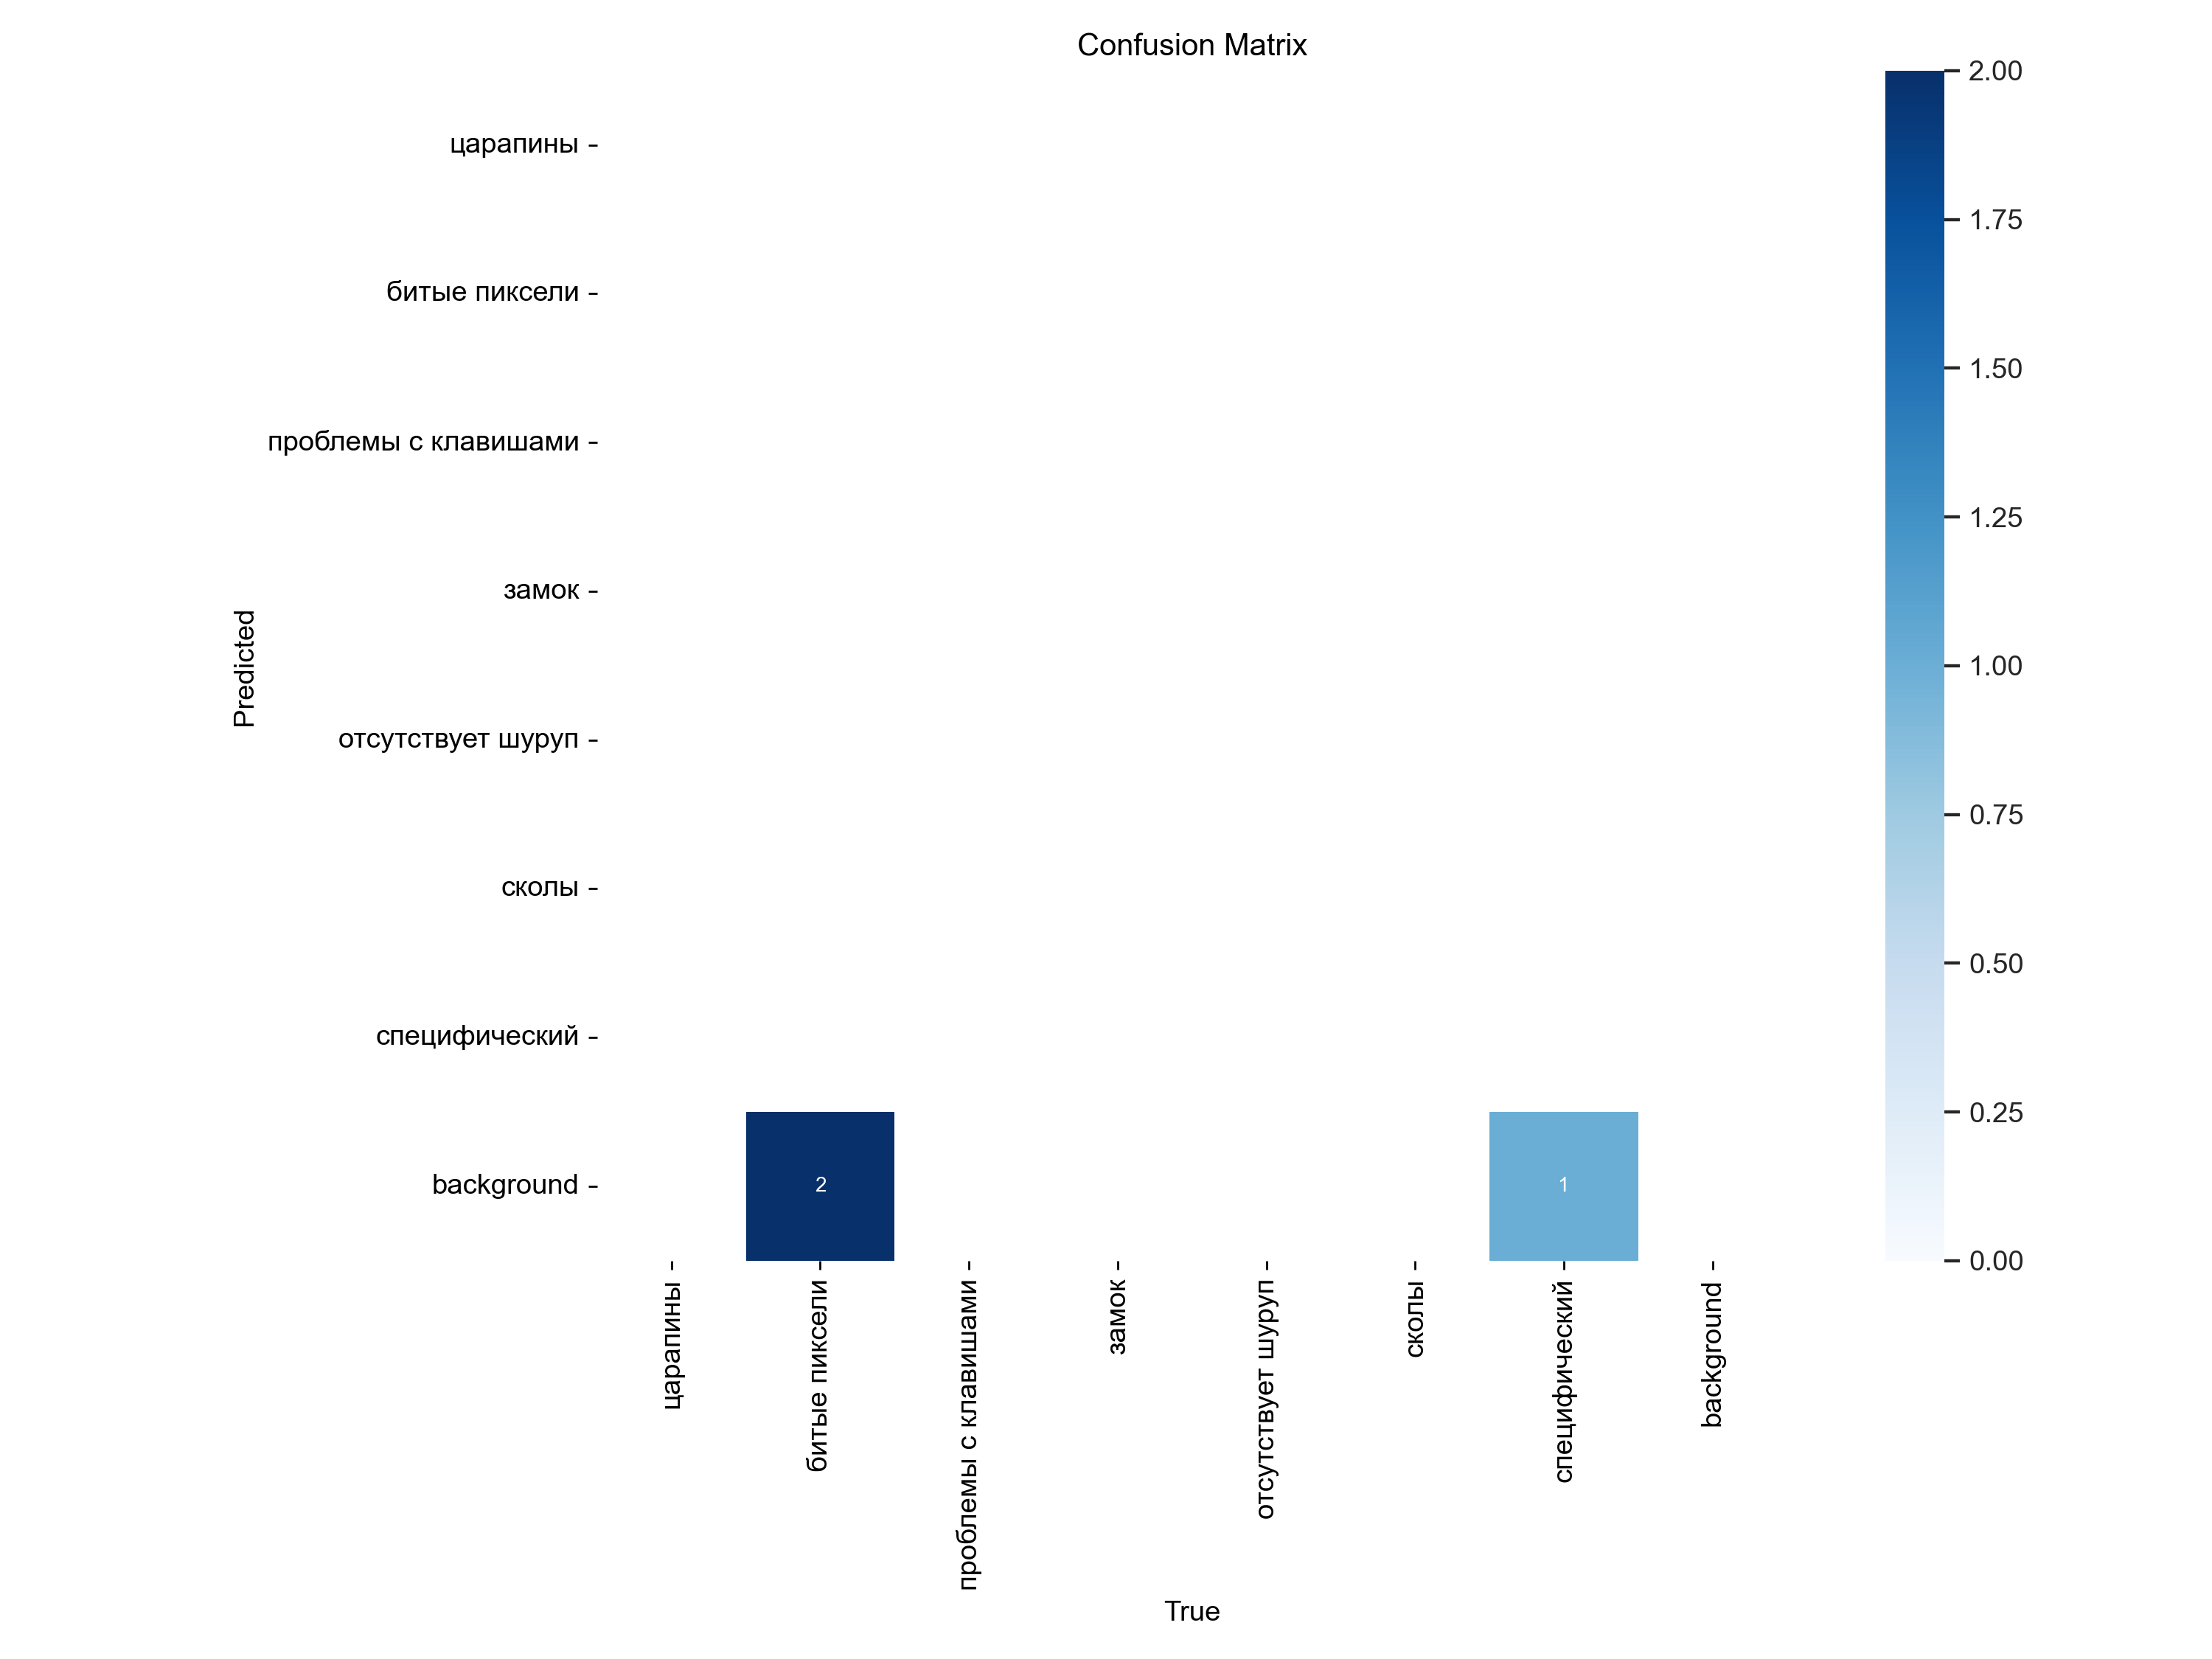 Confusion Matrix
Predicted
царапины
битые пиксели
проблемы с клавишами
замок
отсутствует шуруп
сколы
специфический
background
2
1
царапины
битые пиксели
проблемы с клавишами
замок
отсутствует шуруп
сколы
специфический
background
True
2.00
1.75
1.50
1.25
1.00
0.75
0.50
0.25
0.00